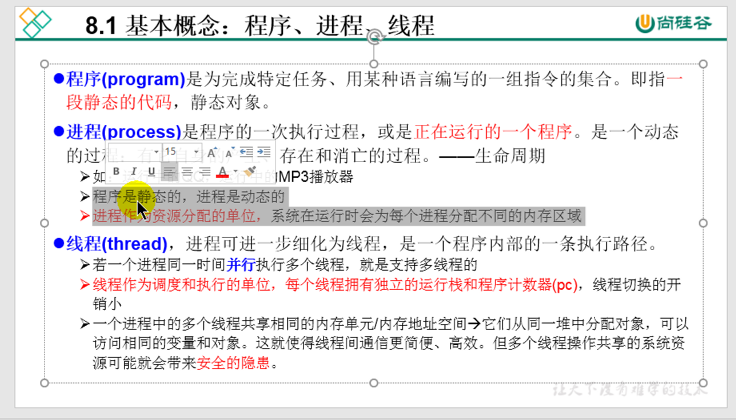 8.1 基本概念：程序、进程、线程
尚硅谷
●程序(program)是为完成特定任务、用某种语言编写的一组指令的集合。即指一
段静态的代码，静态对象。
●进程(process)是程序的一次执行过程，或是正在运行的一个程序。是一个动态
的过程 存在和消亡的过程。——生命周期
15
B I U A
➢如 MP3播放器
➢程序是静态的，进程是动态的
➢进程作为资源分配的单位，系统在运行时会为每个进程分配不同的内存区域
●线程(thread)，进程可进一步细化为线程，是一个程序内部的一条执行路径。
➢若一个进程同一时间并行执行多个线程，就是支持多线程的
➢线程作为调度和执行的单位，每个线程拥有独立的运行栈和程序计数器(pc)，线程切换的开
销小
➢一个进程中的多个线程共享相同的内存单元/内存地址空间→它们从同一堆中分配对象，可以
访问相同的变量和对象。这就使得线程间通信更简便、高效。但多个线程操作共享的系统资
源可能就会带来安全的隐患。
让天下没有难学的技术